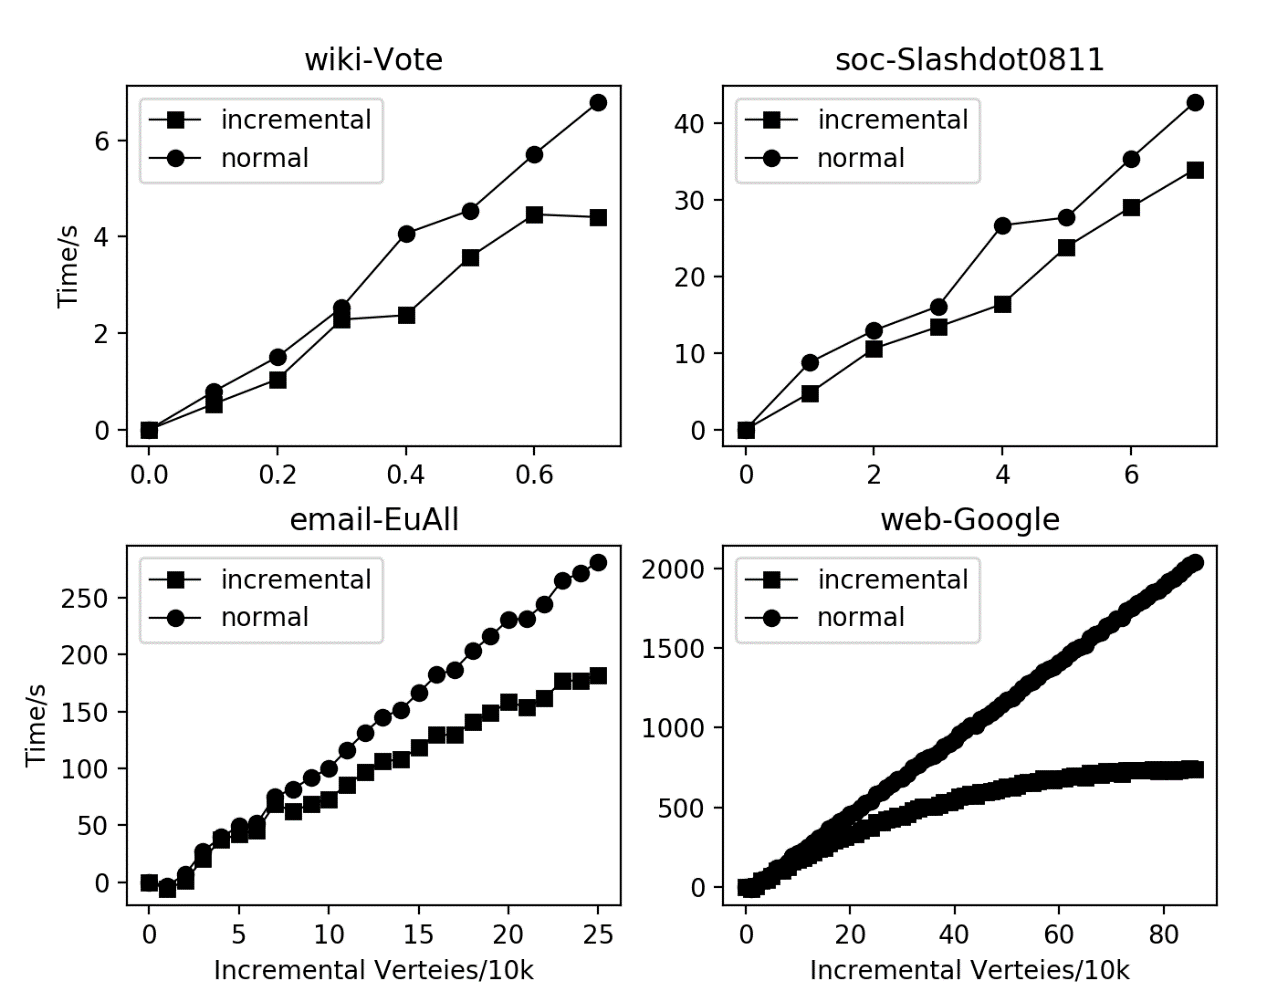 wiki-Vote
incremental
normal
6
4
2
0
Time/s
0.0 0.2 0.4 0.6
soc-Slashdot0811
incremental
normal
40
30
20
10
0
0 2 4 6
email-EuAll
incremental
normal
250
200
150
100
50
0
Time/s
0 5 10 15 20 25
Incremental Verteies/10k
web-Google
incremental
normal
2000
1500
1000
500
0
0 20 40 60 80
Incremental Verteies/10k